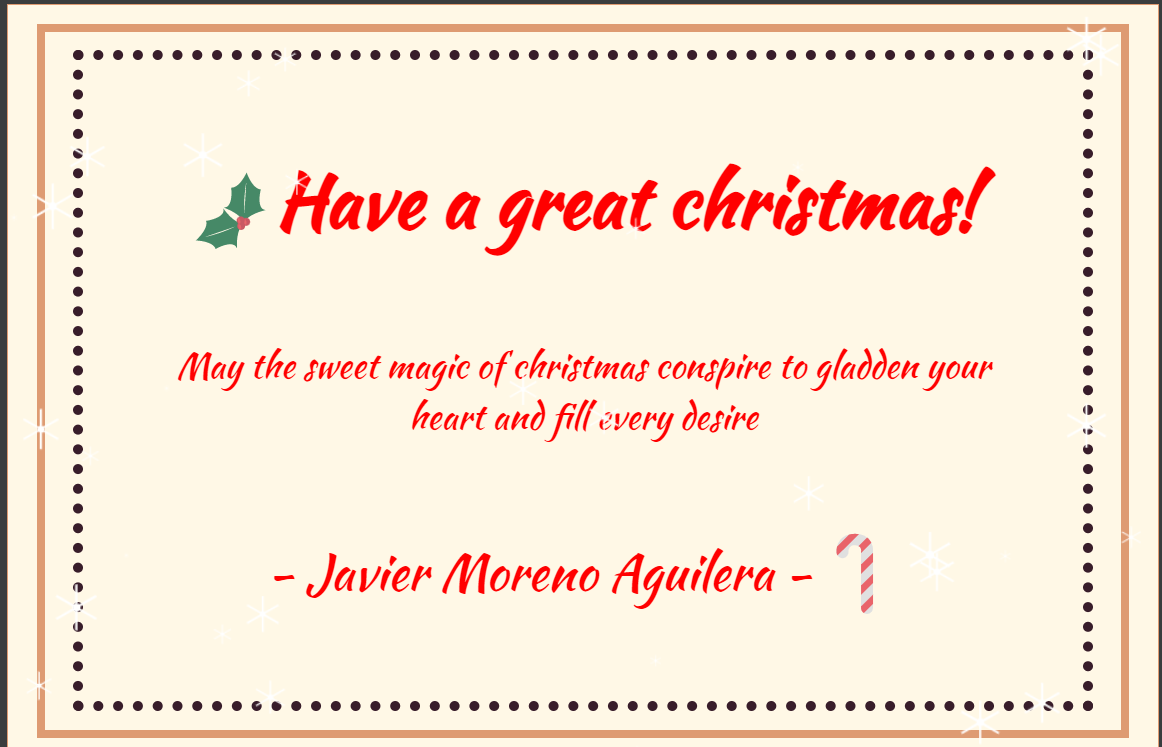 Have a great christmas!
May the sweet magic of christmas conspire to gladden your
heart and fill every desire
- Javier Moreno Aguilera -